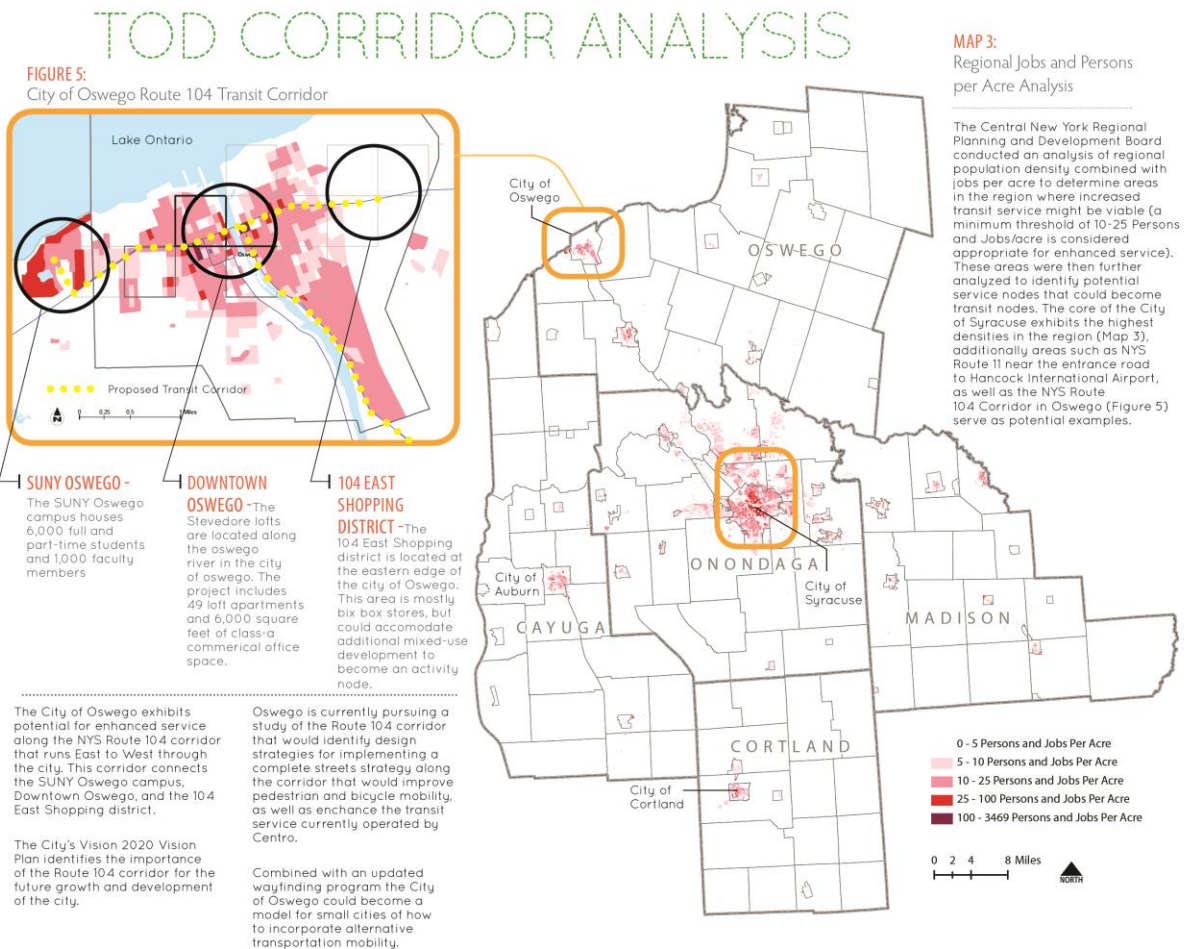 TOD CORRIDOR ANALYSIS
FIGURE 5:
City of Oswego Route 104 Transit Corridor
Lake Ontario
Proposed Transit Corridor
N
0 0.25 0.5 1 Miles
SUNY OSWEGO -
The SUNY Oswego
campus houses
6,000 full and
part-time students
and 1,000 faculty
members
DOWNTOWN
OSWEGO -The
Stevedore lofts
are located along
the oswego
river in the city
of oswego. The
project includes
49 loft apartments
and 6,000 square
feet of class-a
commerical office
space.
104 EAST
SHOPPING
DISTRICT -The
104 East Shopping
district is located at
the eastern edge of
the city of Oswego.
This area is mostly
bix box stores, but
could accomodate
additional mixed-use
development to
become an activity
node.
The City of Oswego exhibits
potential for enhanced service
along the NYS Route 104 corridor
that runs East to West through
the city. This corridor connects
the SUNY Oswego campus,
Downtown Oswego, and the 104
East Shopping district.
The City's Vision 2020 Vision
Plan identifies the importance
of the Route 104 corridor for the
future growth and development
of the city.
Oswego is currently pursuing a
study of the Route 104 corridor
that would identify design
strategies for implementing a
complete streets strategy along
the corridor that would improve
pedestrian and bicycle mobility,
as well as enchance the transit
service currently operated by
Centro.
Combined with an updated
wayfinding program the City
of Oswego could become a
model for small cities of how
to incorporate alternative
transportation mobility.
City of
Oswego
OSWEGO
ONONDAGA
City of
Syracuse
City of
Auburn
CAYUGA
MADISON
CORTLAND
City of
Cortland
MAP 3:
Regional Jobs and Persons
per Acre Analysis
The Central New York Regional
Planning and Development Board
conducted an analysis of regional
population density combined with
jobs per acre to determine areas
in the region where increased
transit service might be viable (a
minimum threshold of 10-25 Persons
and Jobs/acre is considered
appropriate for enhanced service).
These areas were then further
analyzed to identify potential
service nodes that could become
transit nodes. The core of the City
of Syracuse exhibits the highest
densities in the region (Map 3),
additionally areas such as NYS
Route 11 near the entrance road
to Hancock International Airport,
as well as the NYS Route
104 Corridor in Oswego (Figure 5)
serve as potential examples.
0 - 5 Persons and Jobs Per Acre
5 - 10 Persons and Jobs Per Acre
10 - 25 Persons and Jobs Per Acre
25 - 100 Persons and Jobs Per Acre
100 - 3469 Persons and Jobs Per Acre
0 2 4 8 Miles
NORTH